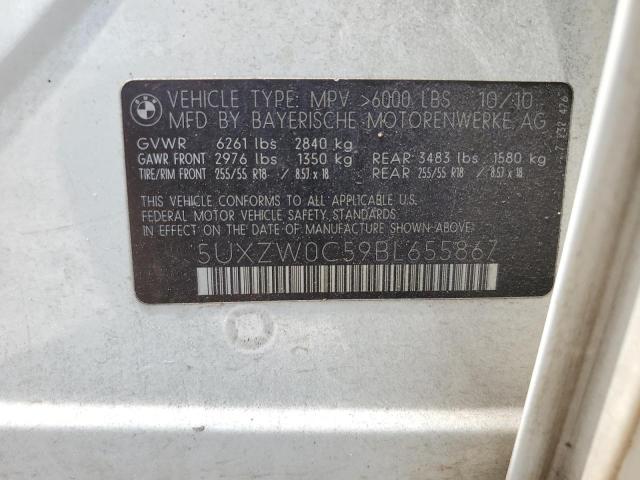 BMW
VEHICLE TYPE: MPV >6000 LBS 10/10
MFD BY BAYERISCHE MOTORENWERKE AG
GVWR 6261 lbs 2840 kg
GAWR FRONT 2976 lbs 1350 kg REAR 3483 lbs 1580 kg
TIRE/RIM FRONT 255/55 R18 / 8.5J x 18 REAR 255/55 R18 / 8.5J x 18
THIS VEHICLE CONFORMS TO ALL APPLICABLE U.S.
FEDERAL MOTOR VEHICLE SAFETY STANDARDS
IN EFFECT ON THE DATE OF MANUFACTURE SHOWN ABOVE:
5UXZW0C59BL655867